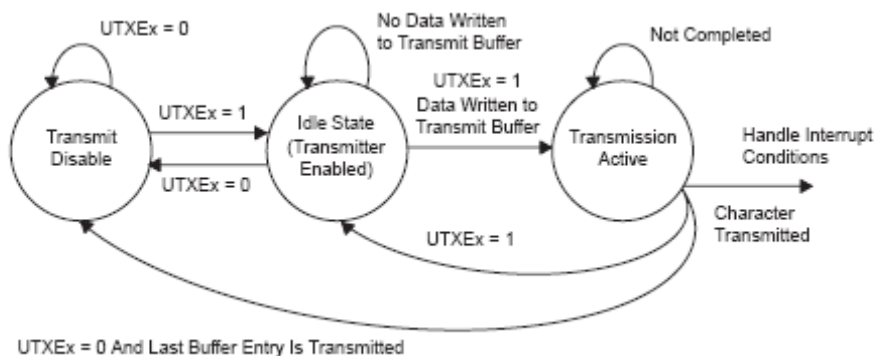 UTXEx = 0
No Data Written
to Transmit Buffer
Not Completed
UTXEx = 1
UTXEx = 1
Data Written to
Transmit Buffer
Transmit
Disable
Idle State
(Transmitter
Enabled)
Transmission
Active
Handle Interrupt
Conditions
UTXEx = 0
UTXEx = 1
Character
Transmitted
UTXEx = 0 And Last Buffer Entry Is Transmitted